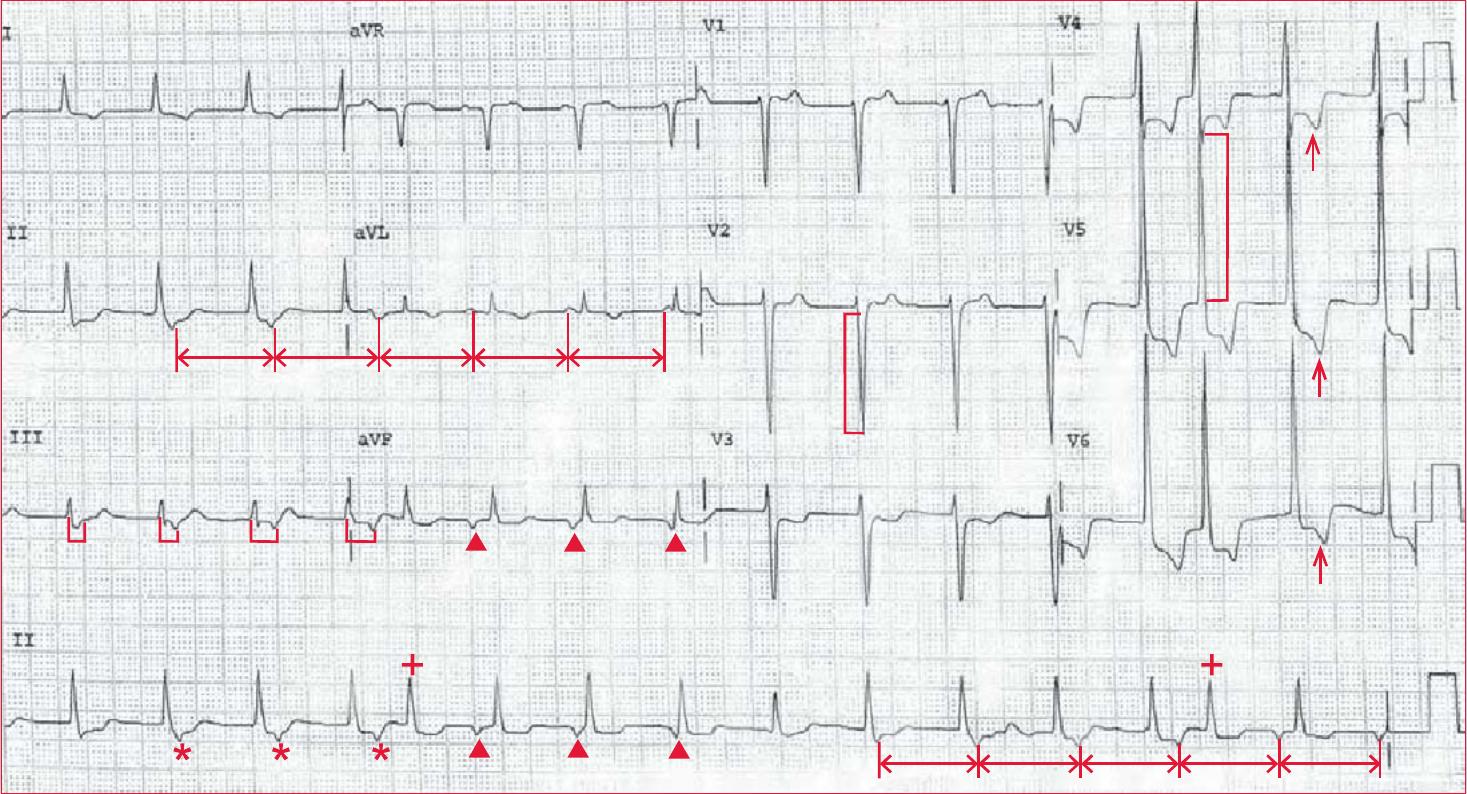 I aVR V1 V4
II aVL V2 V5
III aVF V3 V6
II
+ +
* * *